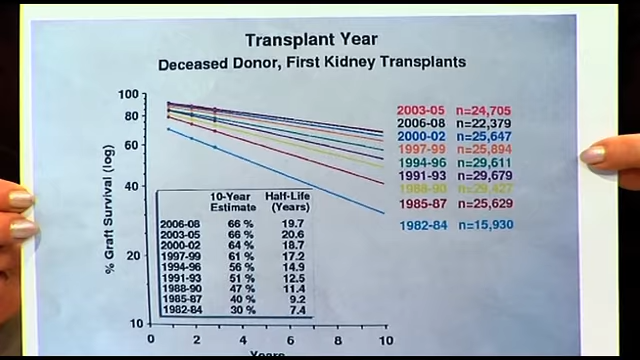 Transplant Year
Deceased Donor, First Kidney Transplants
% Graft Survival (log)
100
80
60
40
20
10
2003-05 n=24,705
2006-08 n=22,379
2000-02 n=25,647
1997-99 n=25,894
1994-96 n=29,611
1991-93 n=29,679
1988-90 n=29,427
1985-87 n=25,629
1982-84 n=15,930
10-Year Half-Life
Estimate (Years)
2006-08 66 % 19.7
2003-05 66 % 20.6
2000-02 64 % 18.7
1997-99 61 % 17.2
1994-96 56 % 14.9
1991-93 51 % 12.5
1988-90 47 % 11.4
1985-87 40 % 9.2
1982-84 30 % 7.4
0 2 4 6 8 10
Years